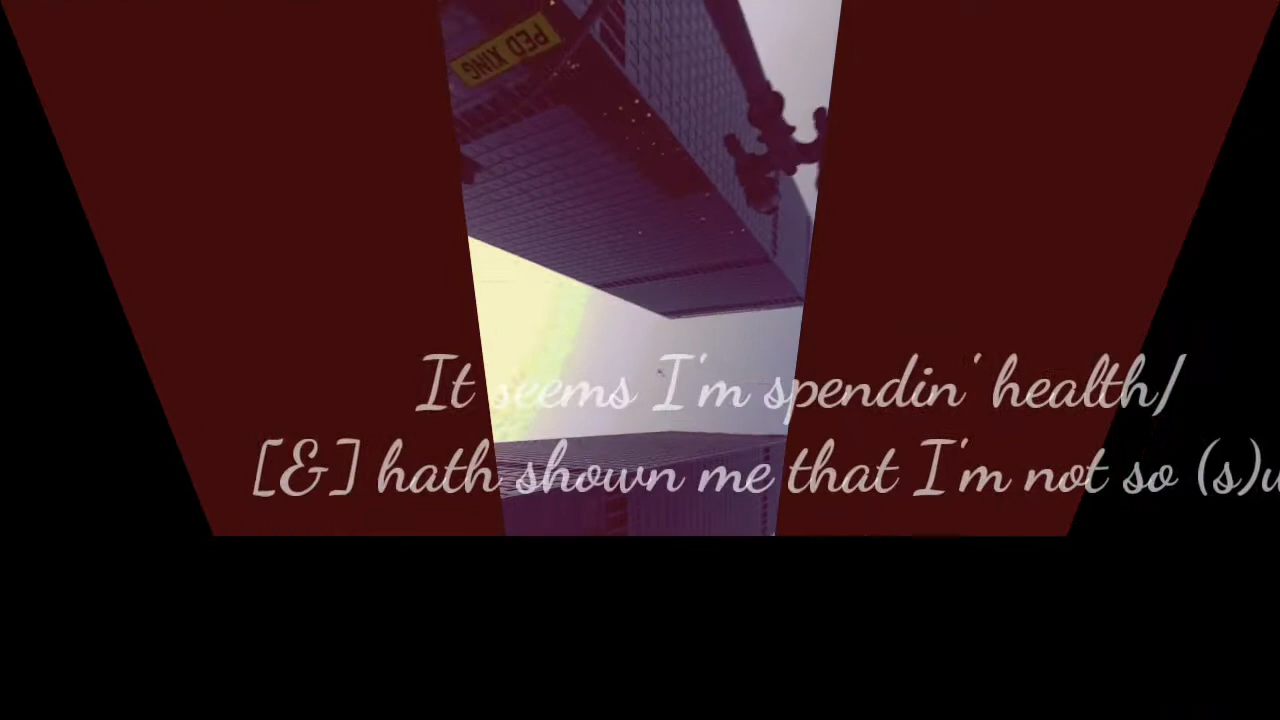 PED XING
It seems I'm spendin' health/
[&] hath shown me that I'm not so (s)u